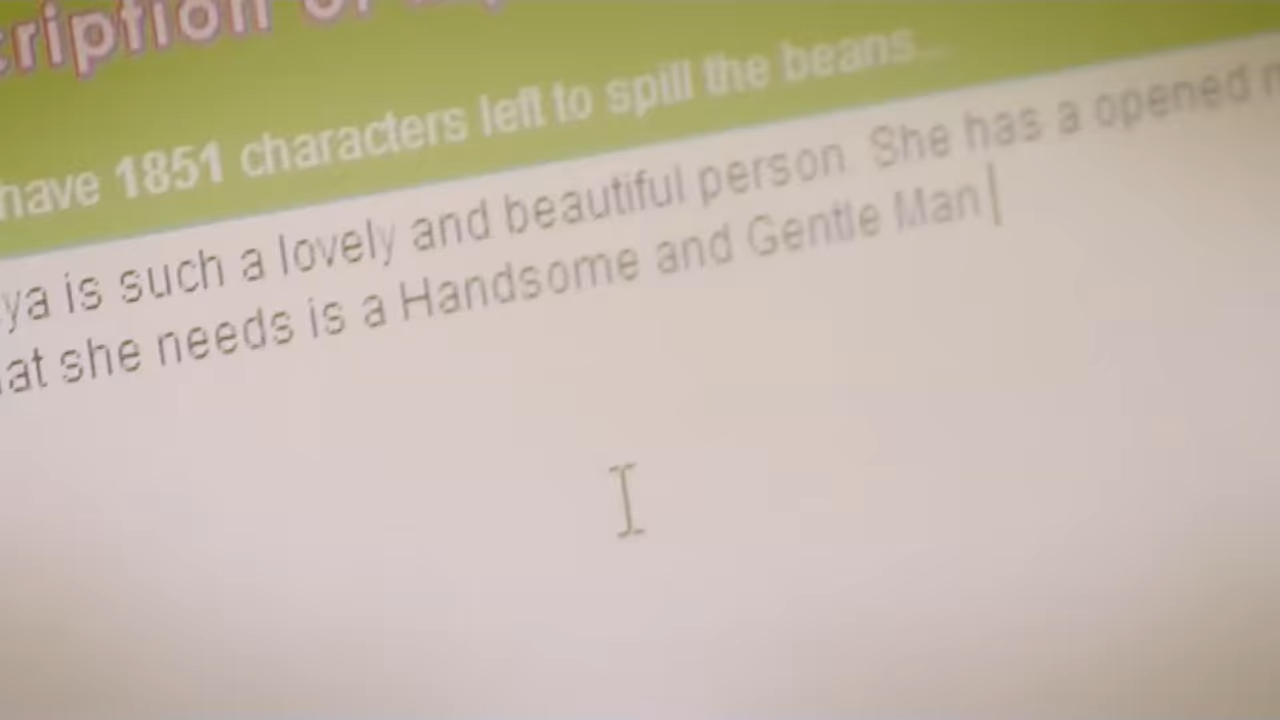 cription of
have 1851 characters left to spill the beans...
ya is such a lovely and beautiful person. She has a opened
at she needs is a Handsome and Gentle Man